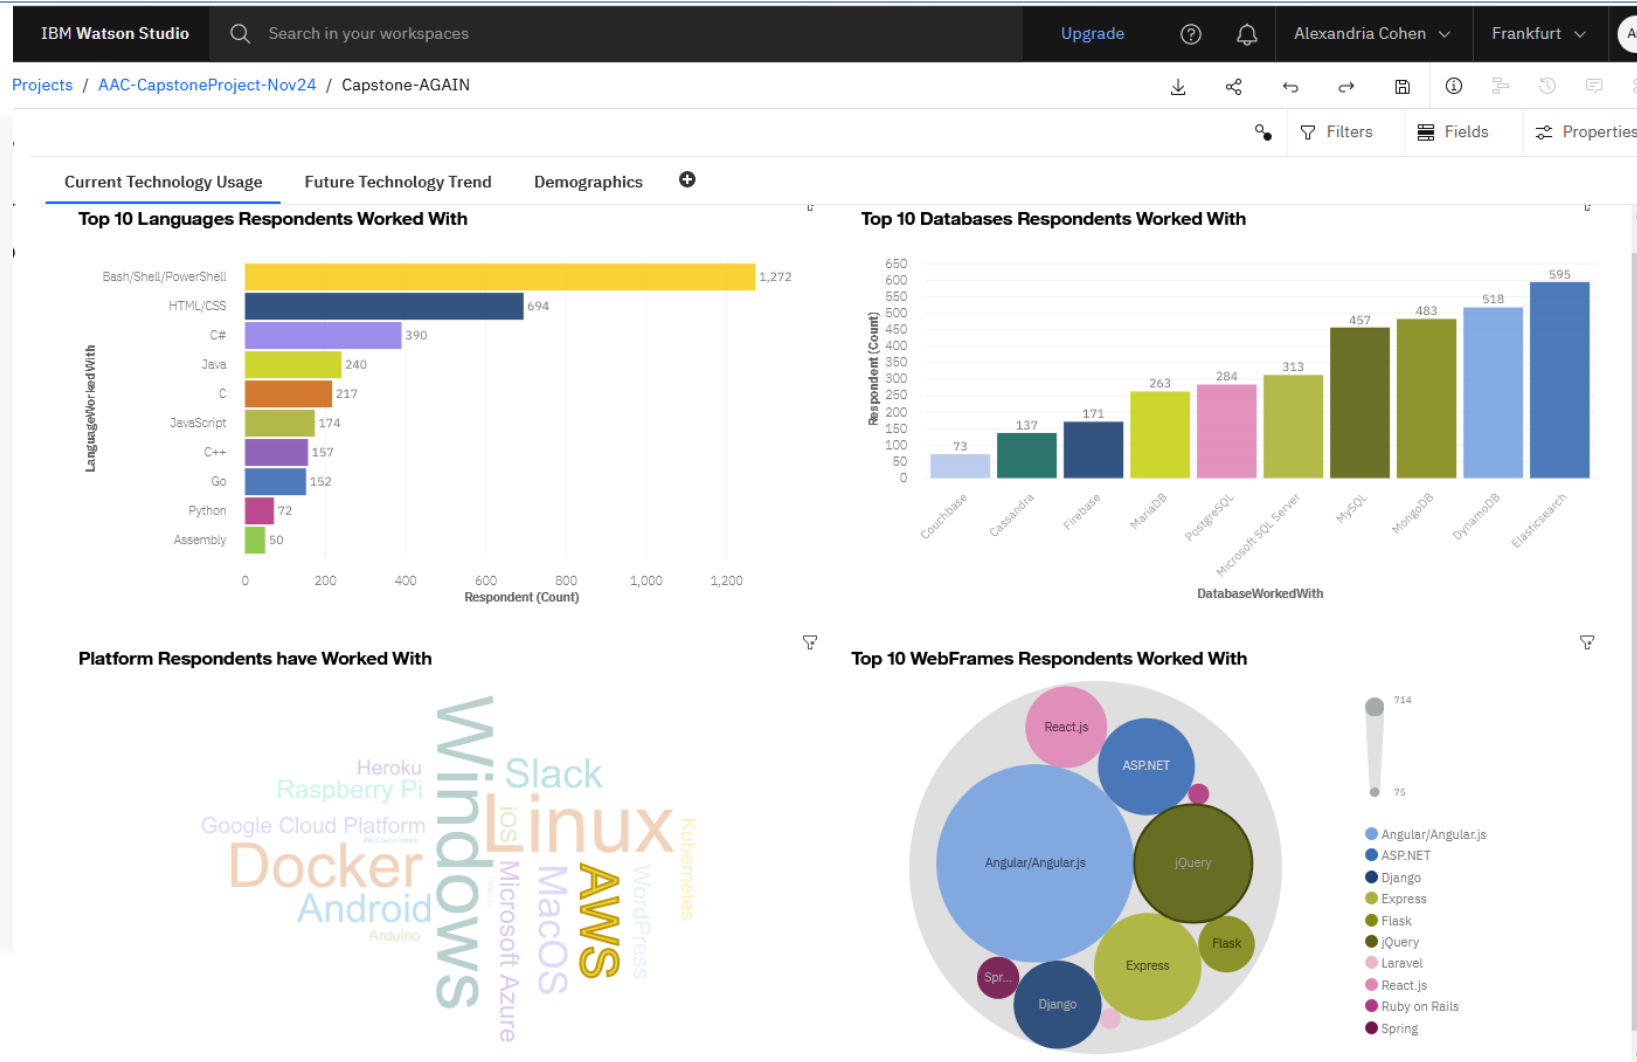 IBM Watson Studio
Search in your workspaces
Upgrade
Alexandria Cohen
Frankfurt
Projects / AAC-CapstoneProject-Nov24 / Capstone-AGAIN
Filters
Fields
Properties
Current Technology Usage
Future Technology Trend
Demographics
Top 10 Languages Respondents Worked With
LanguageWorkedWith
Bash/Shell/PowerShell 1,272
HTML/CSS 694
C# 390
Java 240
C 217
JavaScript 174
C++ 157
Go 152
Python 72
Assembly 50
0 200 400 600 800 1,000 1,200
Respondent (Count)
Top 10 Databases Respondents Worked With
Respondent (Count)
650
600
550
500
450
400
350
300
250
200
150
100
50
0
73 137 171 263 284 313 457 483 518 595
Couchbase
Cassandra
Firebase
MariaDB
PostgreSQL
Microsoft SQL Server
MySQL
MongoDB
DynamoDB
Elasticsearch
DatabaseWorkedWith
Platform Respondents have Worked With
Windows
Slack
Heroku
Raspberry Pi
iOS
Linux
Google Cloud Platform
Kubernetes
Docker
Microsoft Azure
MacOS
AWS
WordPress
Android
Arduino
Top 10 WebFrames Respondents Worked With
React.js
ASP.NET
Angular/Angular.js
jQuery
Flask
Express
Spr...
Django
714
75
Angular/Angular.js
ASP.NET
Django
Express
Flask
jQuery
Laravel
React.js
Ruby on Rails
Spring